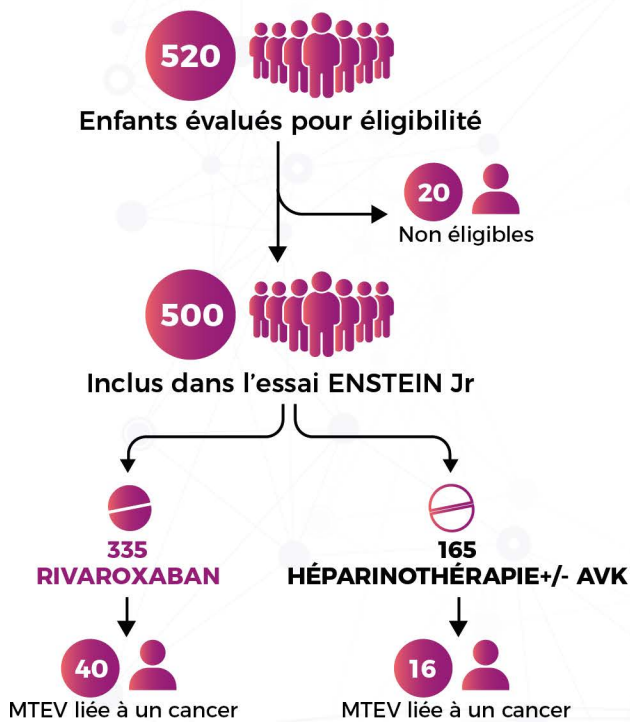 520
Enfants évalués pour éligibilité
20
Non éligibles
500
Inclus dans l'essai ENSTEIN Jr
335
RIVAROXABAN
165
HÉPARINOTHÉRAPIE+/- AVK
40
MTEV liée à un cancer
16
MTEV liée à un cancer